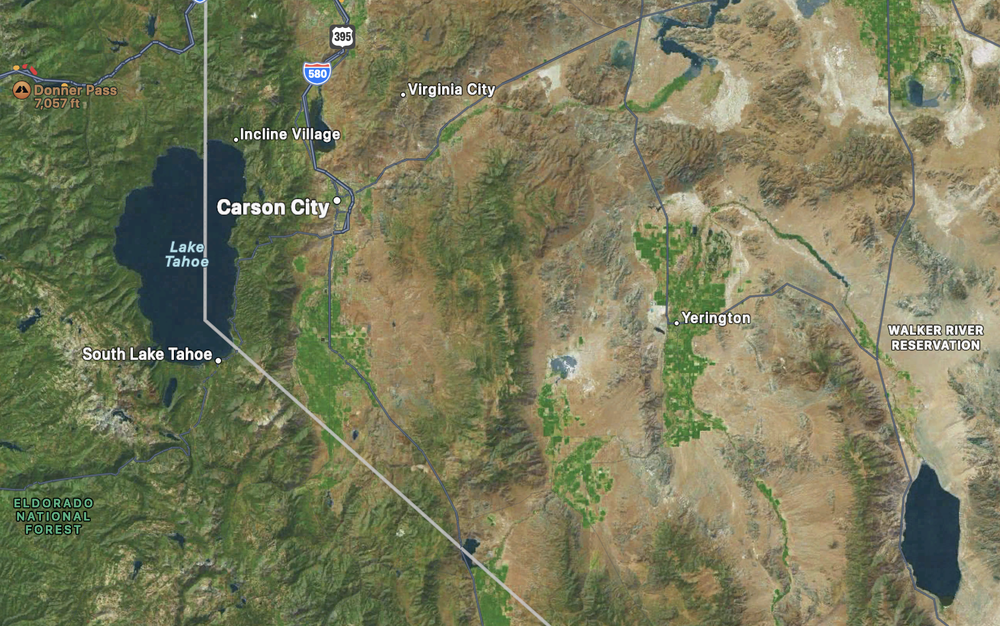 395
580
Donner Pass
7,057 ft
Virginia City
Incline Village
Carson City
Lake
Tahoe
Yerington
WALKER RIVER
RESERVATION
South Lake Tahoe
ELDORADO
NATIONAL
FOREST